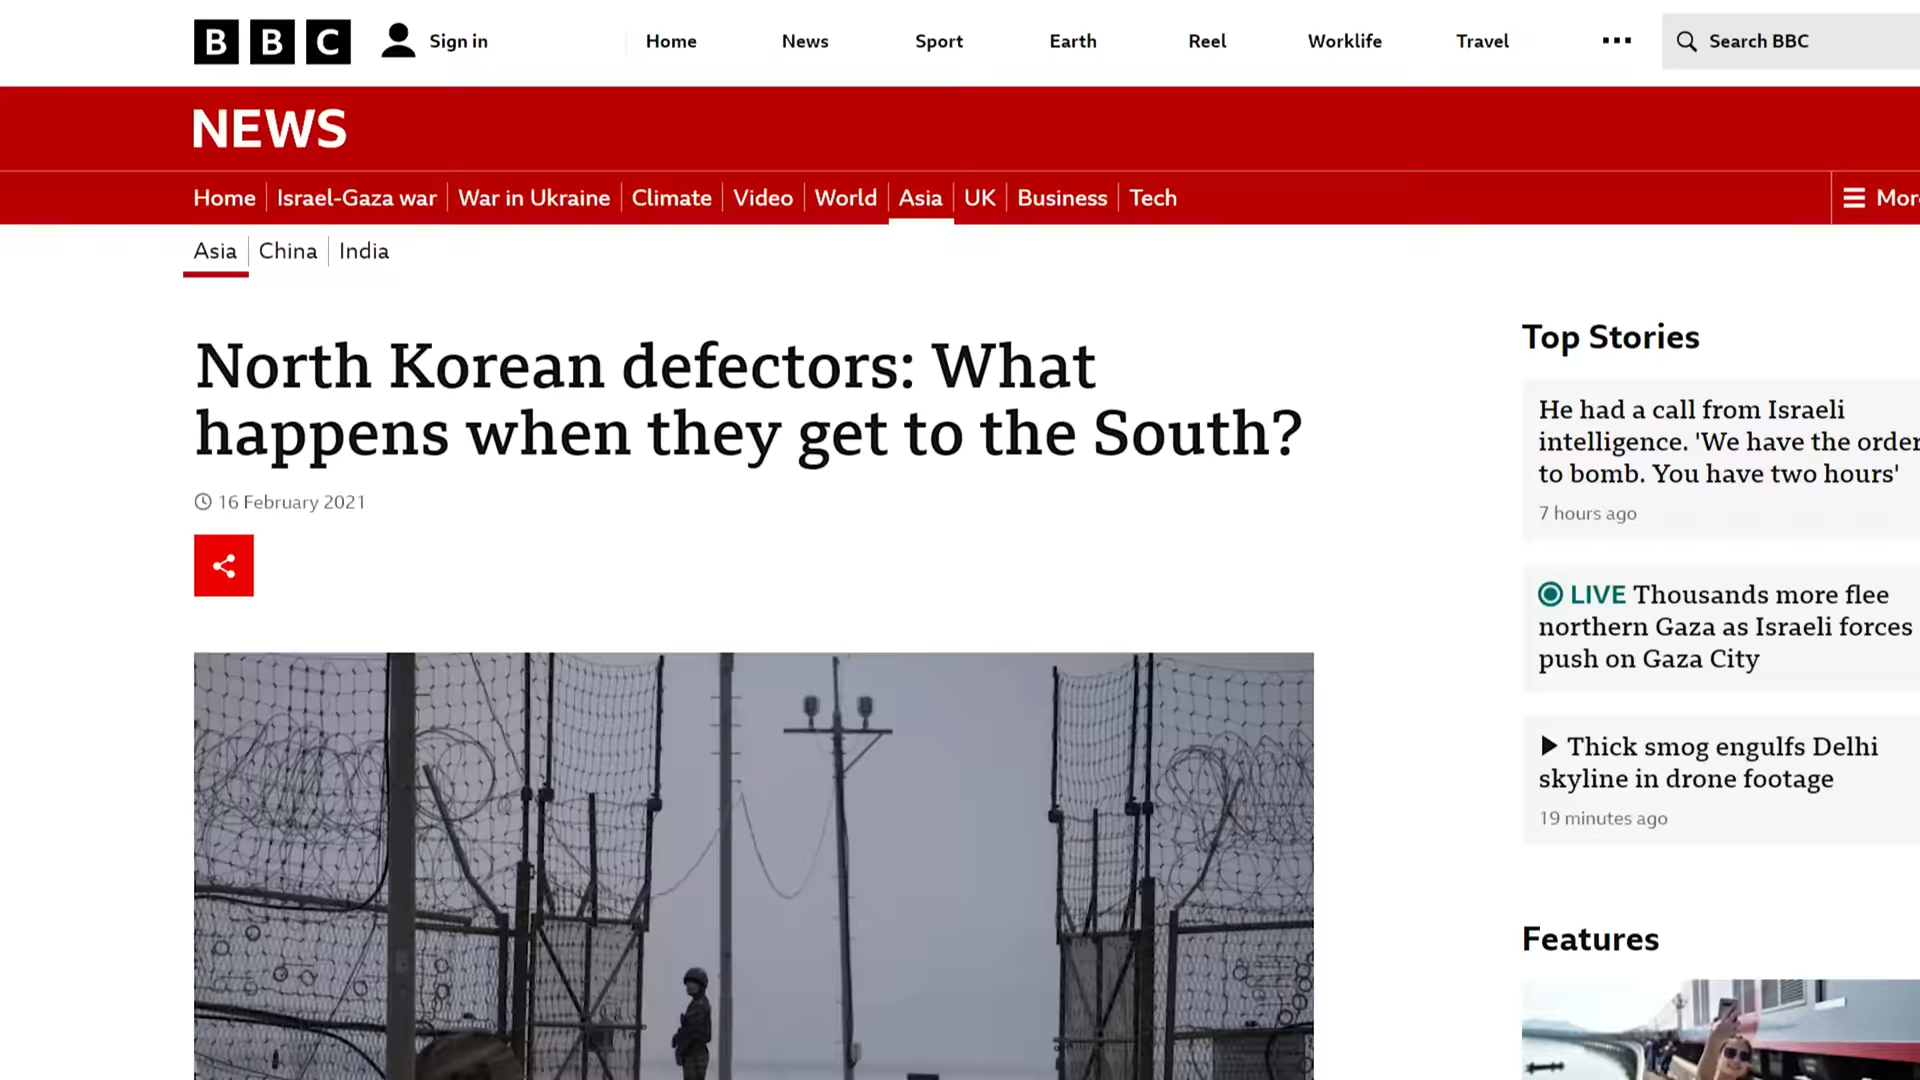 BBC
Sign in
Home
News
Sport
Earth
Reel
Worklife
Travel
Search BBC
NEWS
Home
Israel-Gaza war
War in Ukraine
Climate
Video
World
Asia
UK
Business
Tech
Asia
China
India
North Korean defectors: What
happens when they get to the South?
16 February 2021
Top Stories
He had a call from Israeli
intelligence. 'We have the order
to bomb. You have two hours'
7 hours ago
LIVE Thousands more flee
northern Gaza as Israeli forces
push on Gaza City
Thick smog engulfs Delhi
skyline in drone footage
19 minutes ago
Features